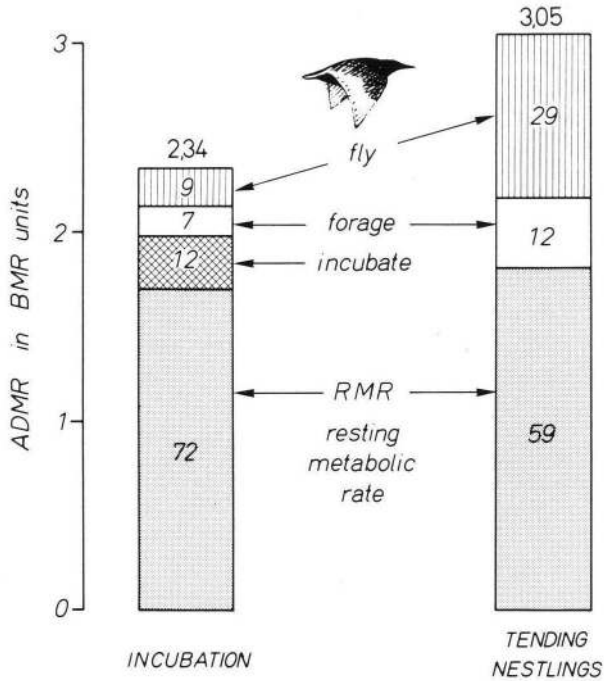 3,05
3
29
2,34
fly
9
7
forage
12
2
12
incubate
ADMR in BMR units
RMR
1
resting
metabolic
rate
72
59
0
INCUBATION
TENDING
NESTLINGS